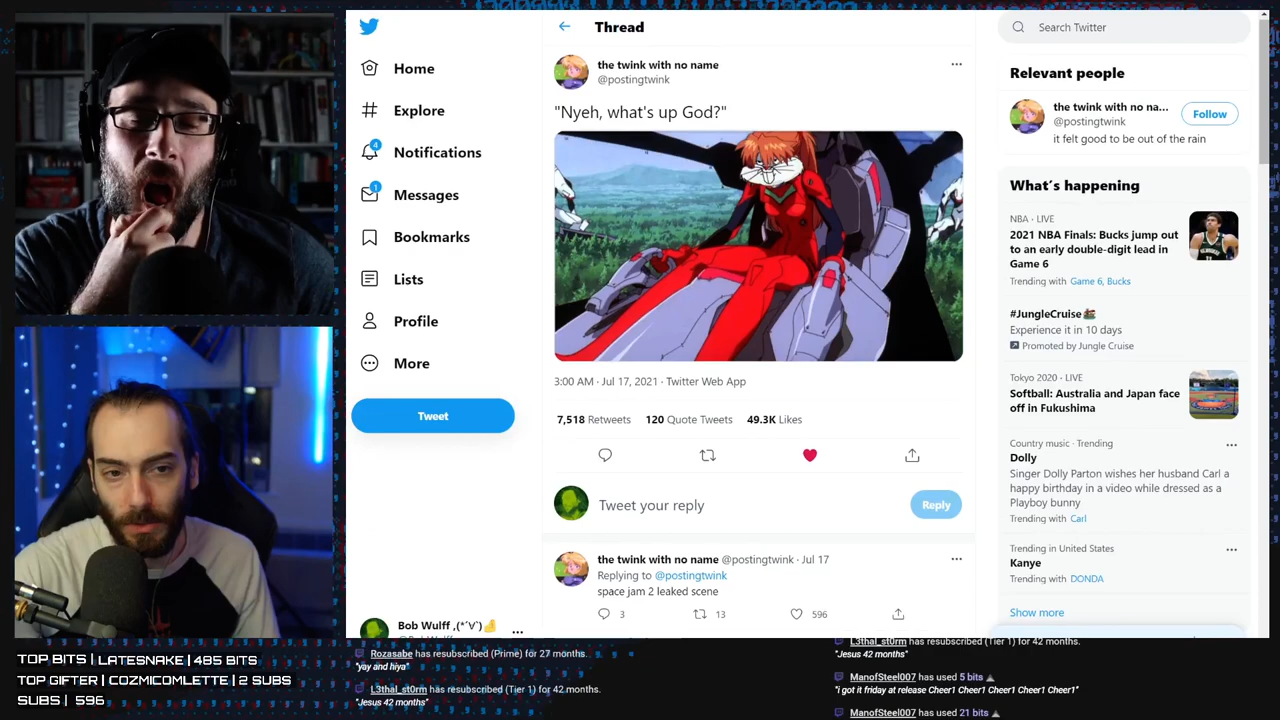 Home
Explore
4
Notifications
1
Messages
Bookmarks
Lists
Profile
More
Tweet
Bob Wulff ,(*´∀`)🫰
Thread
the twink with no name
@postingtwink
"Nyeh, what's up God?"
3:00 AM · Jul 17, 2021 · Twitter Web App
7,518 Retweets 120 Quote Tweets 49.3K Likes
Tweet your reply
Reply
the twink with no name @postingtwink · Jul 17
Replying to @postingtwink
space jam 2 leaked scene
3 13 596
Search Twitter
Relevant people
the twink with no na...
@postingtwink
Follow
it felt good to be out of the rain
What's happening
NBA · LIVE
2021 NBA Finals: Bucks jump out
to an early double-digit lead in
Game 6
Trending with Game 6, Bucks
#JungleCruise
Experience it in 10 days
Promoted by Jungle Cruise
Tokyo 2020 · LIVE
Softball: Australia and Japan face
off in Fukushima
Country music · Trending
Dolly
Singer Dolly Parton wishes her husband Carl a
happy birthday in a video while dressed as a
Playboy bunny
Trending with Carl
Trending in United States
Kanye
Trending with DONDA
Show more
TOP BITS | LATESNAKE | 485 BITS
TOP GIFTER | COZMICOMLETTE | 2 SUBS
SUBS | 596
Rozasabe has resubscribed (Prime) for 27 months.
"yay and hiya"
L3thal_st0rm has resubscribed (Tier 1) for 42 months.
"Jesus 42 months"
L3thal_st0rm has resubscribed (Tier 1) for 42 months.
"Jesus 42 months"
ManofSteel007 has used 5 bits
"i got it friday at release Cheer1 Cheer1 Cheer1 Cheer1 Cheer1"
ManofSteel007 has used 21 bits